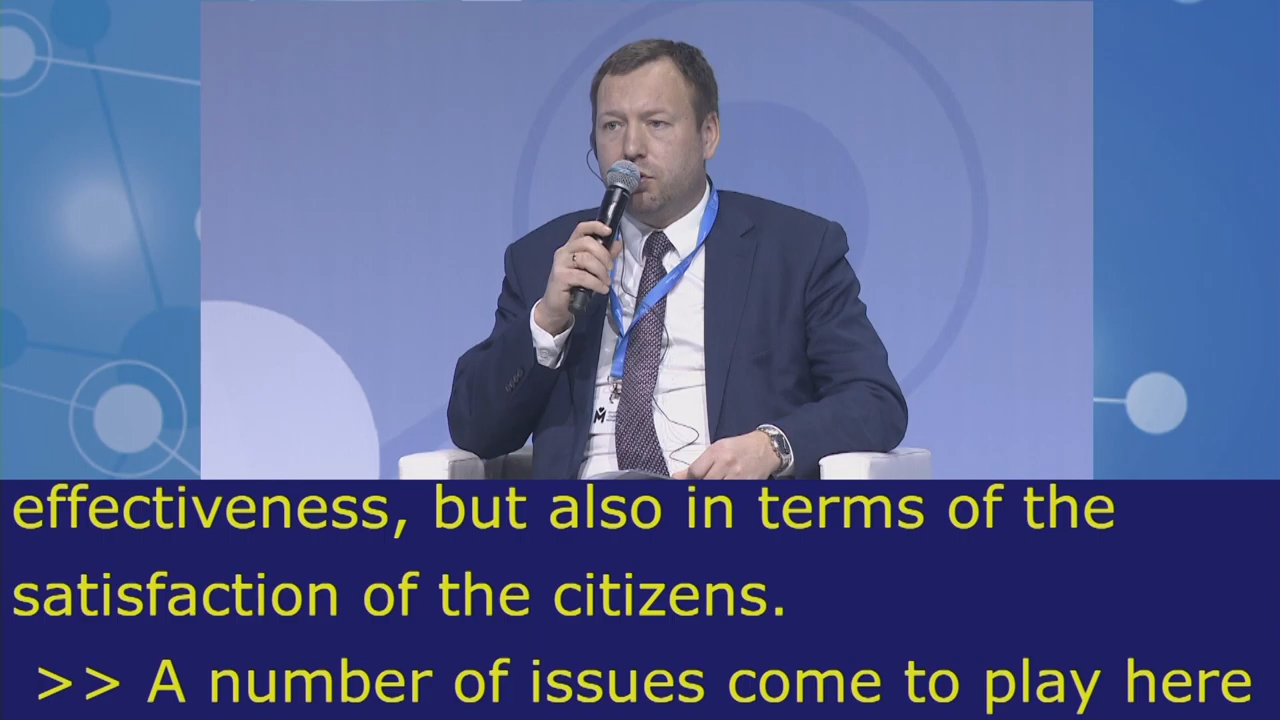 effectiveness, but also in terms of the
satisfaction of the citizens.
>> A number of issues come to play here